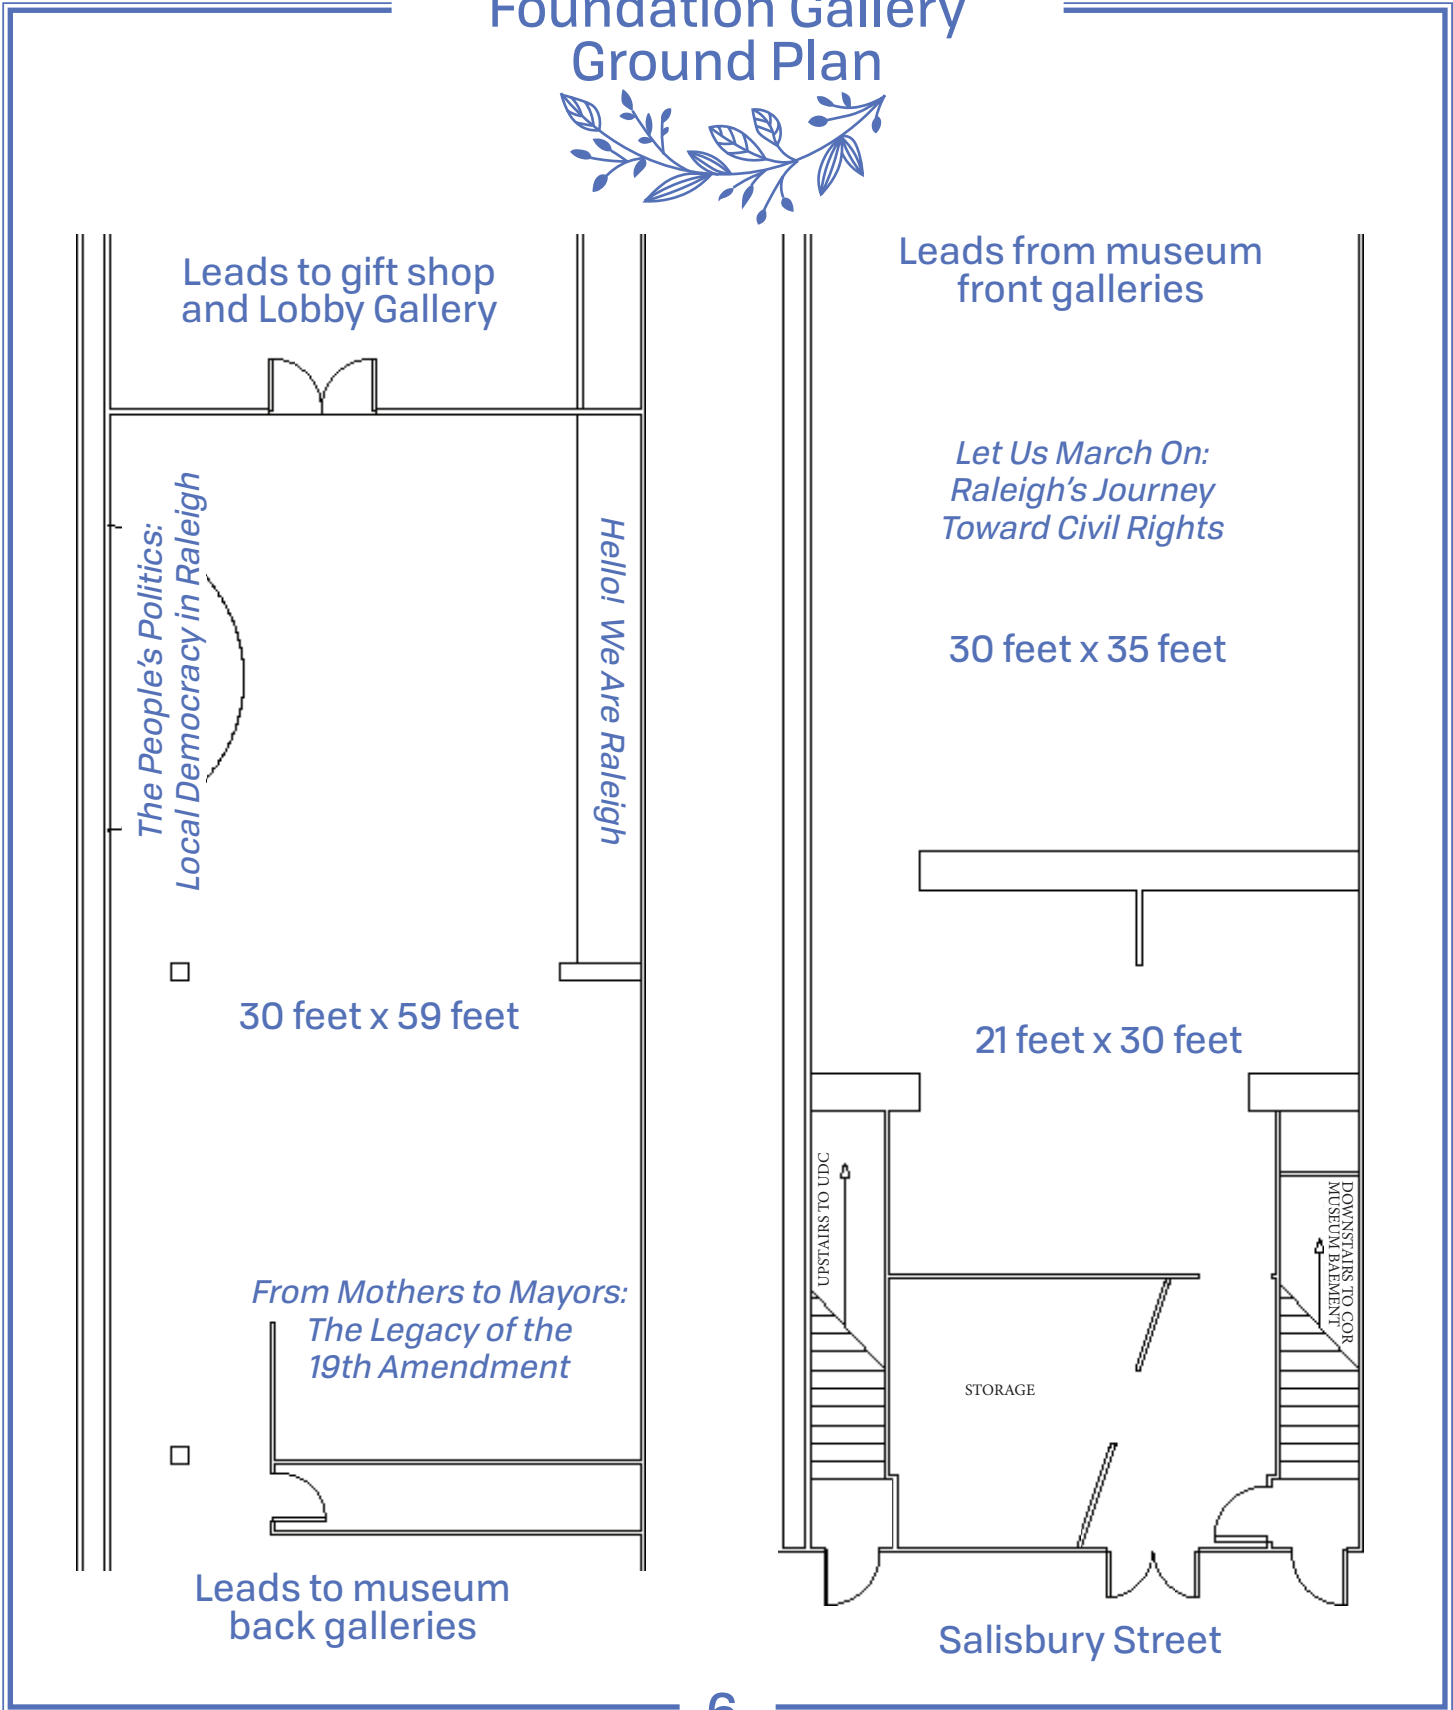 Foundation Gallery
Ground Plan
Leads to gift shop
and Lobby Gallery
The People's Politics:
Local Democracy in Raleigh
Hello! We Are Raleigh
30 feet x 59 feet
From Mothers to Mayors:
The Legacy of the
19th Amendment
Leads to museum
back galleries
Leads from museum
front galleries
Let Us March On:
Raleigh's Journey
Toward Civil Rights
30 feet x 35 feet
21 feet x 30 feet
UPSTAIRS TO UDC
DOWNSTAIRS TO COR
MUSEUM BAEMENT
STORAGE
Salisbury Street
6